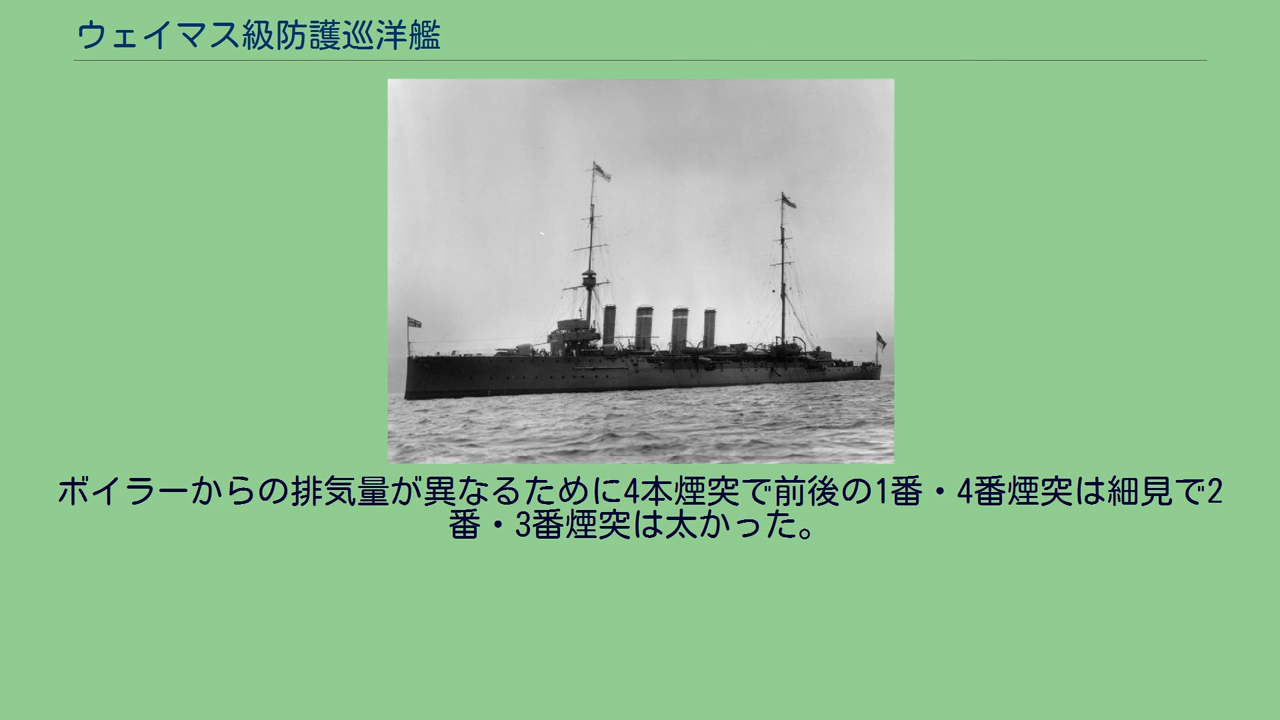 ウェイマス級防護巡洋艦
ボイラーからの排気量が異なるために4本煙突で前後の1番・4番煙突は細見で2
番・3番煙突は太かった。